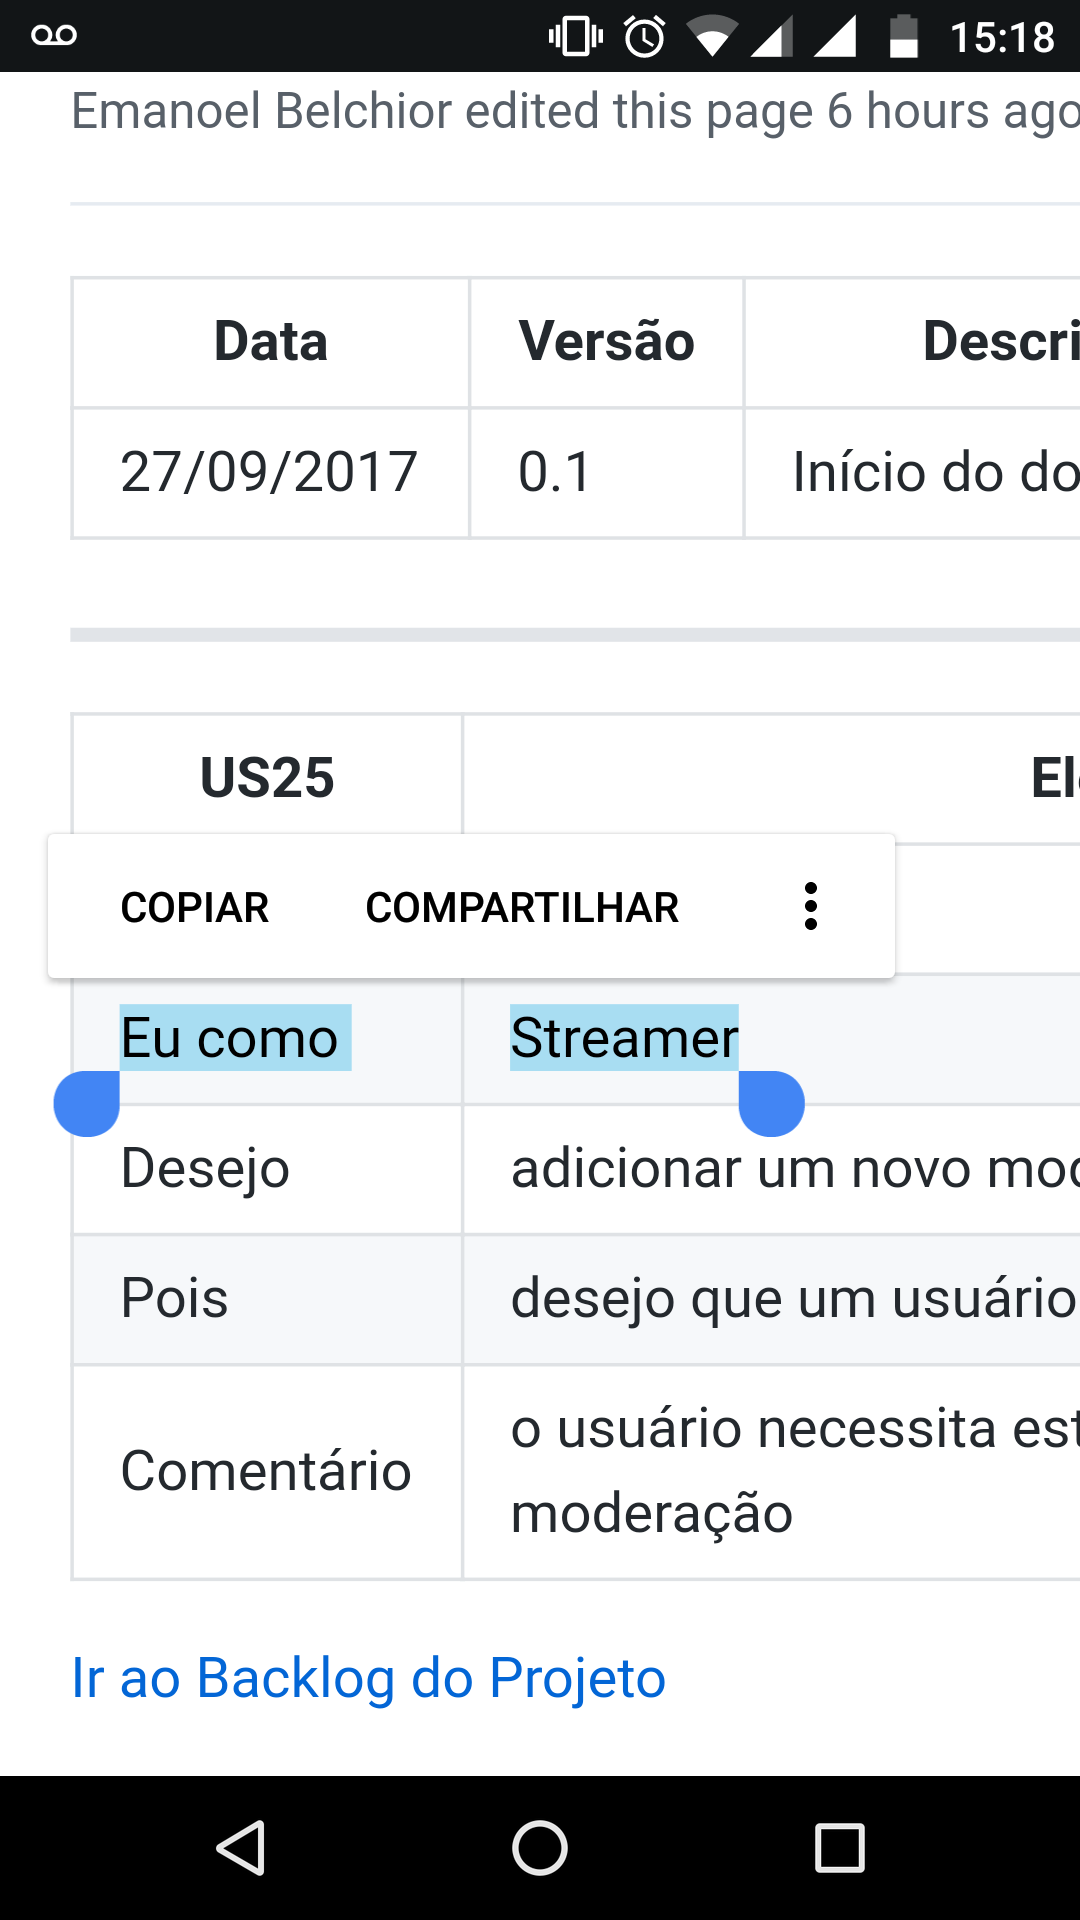 15:18
Emanoel Belchior edited this page 6 hours ago
Data Versão Descri
27/09/2017 0.1 Início do do
US25 El
COPIAR COMPARTILHAR
Eu como Streamer
Desejo adicionar um novo mod
Pois desejo que um usuário
Comentário
o usuário necessita est
moderação
Ir ao Backlog do Projeto